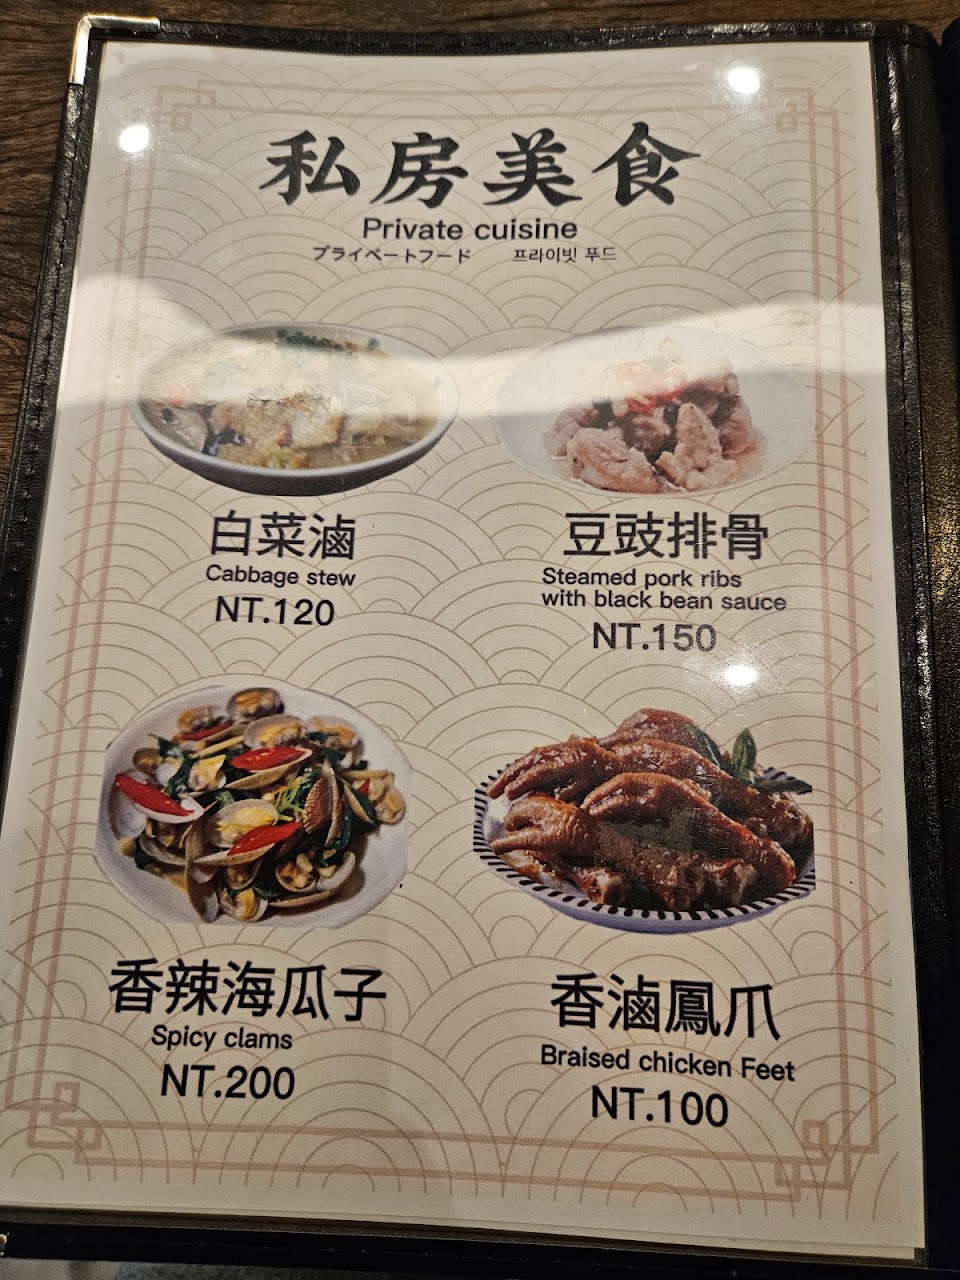 私房美食
Private cuisine
プライベートフード 프라이빗 푸드
白菜滷
Cabbage stew
NT.120
豆豉排骨
Steamed pork ribs
with black bean sauce
NT.150
香辣海瓜子
Spicy clams
NT.200
香滷鳳爪
Braised chicken Feet
NT.100